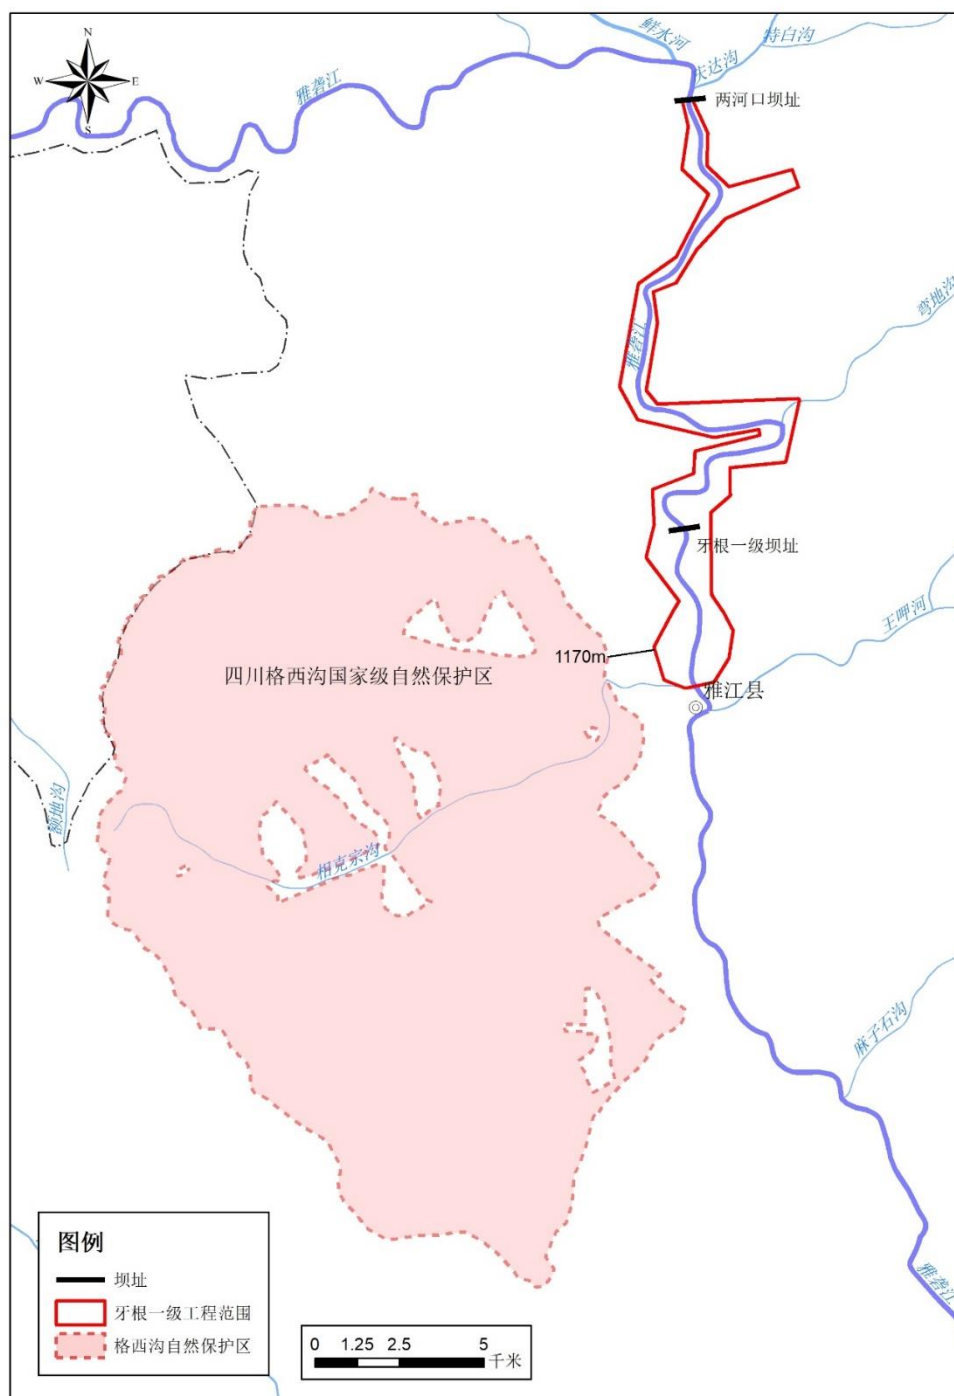 N
W
E
S
雅砻江
鲜水河
庆达沟
特白沟
两河口坝址
雅砻江
弯地沟
牙根一级坝址
王呷河
1170m
四川格西沟国家级自然保护区
雅江县
额地沟
相克宗沟
麻子石沟
雅砻江
图例
坝址
牙根一级工程范围
格西沟自然保护区
0 1.25 2.5 5
千米